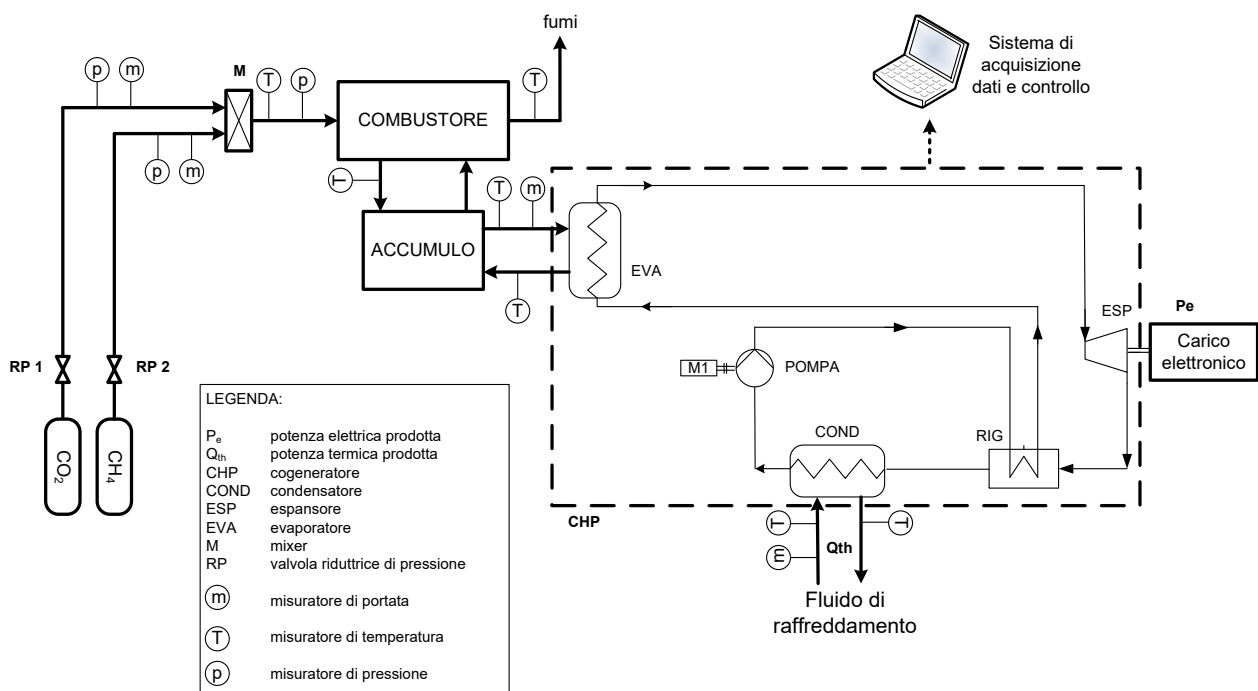 fumi
Sistema di
acquisizione
dati e controllo
p
m
M
T
p
T
COMBUSTORE
p
m
T
T
m
ACCUMULO
EVA
T
ESP
Pe
Carico
elettronico
RP 1
RP 2
M1
POMPA
LEGENDA:
Pₑ potenza elettrica prodotta
Qₜₕ potenza termica prodotta
CHP cogeneratore
COND condensatore
ESP espansore
EVA evaporatore
M mixer
RP valvola riduttrice di pressione
m misuratore di portata
T misuratore di temperatura
p misuratore di pressione
CO₂
CH₄
COND
RIG
CHP
T
T
m
Qth
Fluido di
raffreddamento